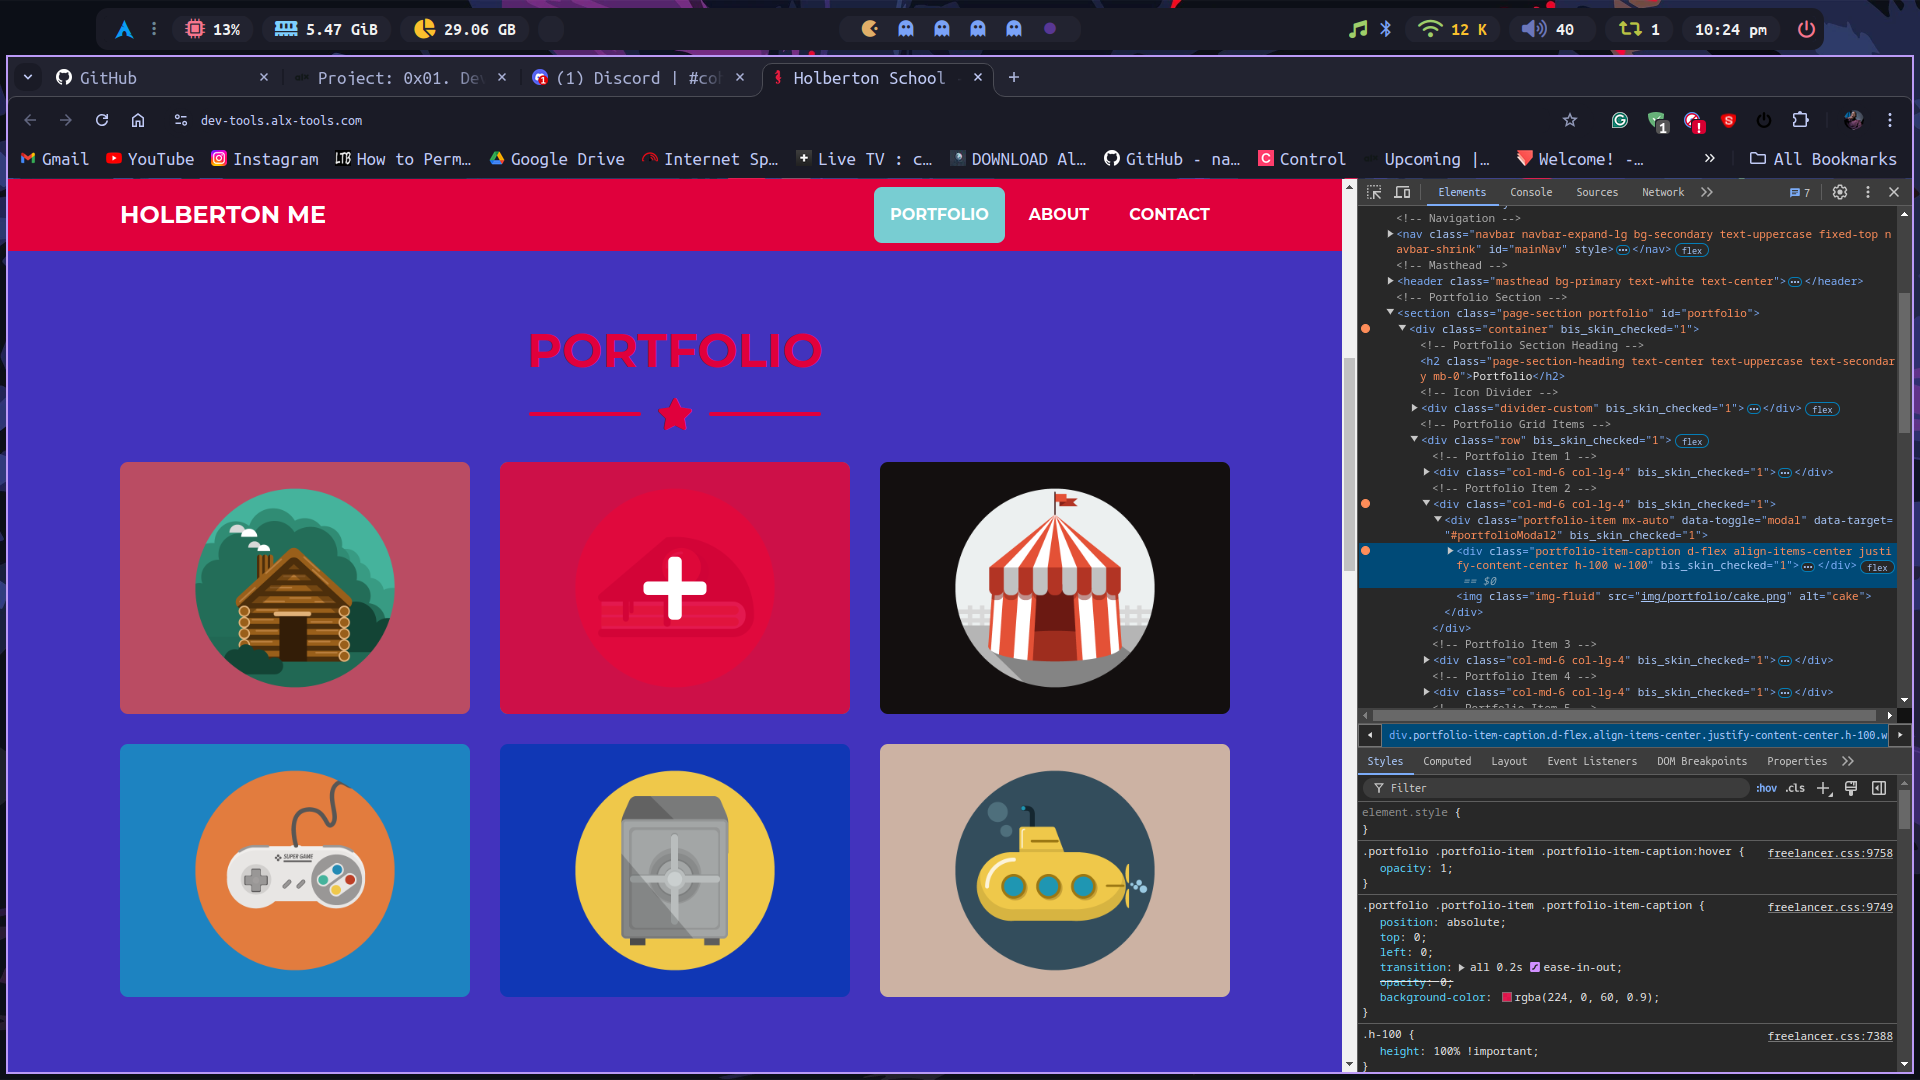 13%
5.47 GiB
29.06 GB
12 K
40
1
10:24 pm
GitHub
Project: 0x01. De
(1) Discord | #co
Holberton School
dev-tools.alx-tools.com
1
!
Gmail
YouTube
Instagram
How to Perm…
Google Drive
Internet Sp…
Live TV : c…
DOWNLOAD Al…
GitHub - na…
Control
Upcoming |…
Welcome! -…
All Bookmarks
HOLBERTON ME
PORTFOLIO
ABOUT
CONTACT
PORTFOLIO
SUPER GAME
Elements
Console
Sources
Network
7
<!-- Navigation -->
<nav class="navbar navbar-expand-lg bg-secondary text-uppercase fixed-top n
avbar-shrink" id="mainNav" style>…</nav> flex
<!-- Masthead -->
<header class="masthead bg-primary text-white text-center">…</header>
<!-- Portfolio Section -->
<section class="page-section portfolio" id="portfolio">
<div class="container" bis_skin_checked="1">
<!-- Portfolio Section Heading -->
<h2 class="page-section-heading text-center text-uppercase text-secondar
y mb-0">Portfolio</h2>
<!-- Icon Divider -->
<div class="divider-custom" bis_skin_checked="1">…</div> flex
<!-- Portfolio Grid Items -->
<div class="row" bis_skin_checked="1"> flex
<!-- Portfolio Item 1 -->
<div class="col-md-6 col-lg-4" bis_skin_checked="1">…</div>
<!-- Portfolio Item 2 -->
<div class="col-md-6 col-lg-4" bis_skin_checked="1">
<div class="portfolio-item mx-auto" data-toggle="modal" data-target=
"#portfolioModal2" bis_skin_checked="1">
<div class="portfolio-item-caption d-flex align-items-center justi
fy-content-center h-100 w-100" bis_skin_checked="1">…</div> flex
== $0
<img class="img-fluid" src="img/portfolio/cake.png" alt="cake">
</div>
</div>
<!-- Portfolio Item 3 -->
<div class="col-md-6 col-lg-4" bis_skin_checked="1">…</div>
<!-- Portfolio Item 4 -->
<div class="col-md-6 col-lg-4" bis_skin_checked="1">…</div>
<!-- Portfolio Item 5 -->
div.portfolio-item-caption.d-flex.align-items-center.justify-content-center.h-100.w
Styles
Computed
Layout
Event Listeners
DOM Breakpoints
Properties
Filter
:hov
.cls
element.style {
}
.portfolio .portfolio-item .portfolio-item-caption:hover {
freelancer.css:9758
opacity: 1;
}
.portfolio .portfolio-item .portfolio-item-caption {
freelancer.css:9749
position: absolute;
top: 0;
left: 0;
transition: all 0.2s ease-in-out;
opacity: 0;
background-color: rgba(224, 0, 60, 0.9);
}
.h-100 {
freelancer.css:7388
height: 100% !important;
}